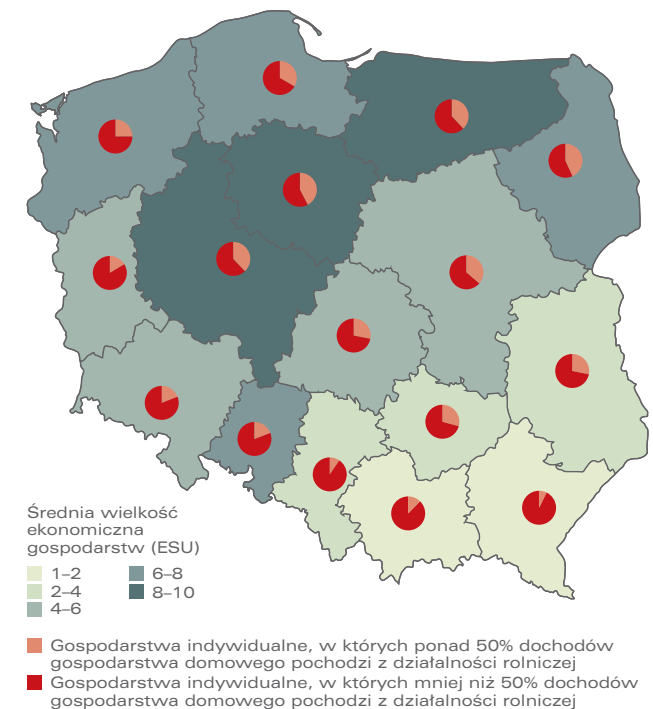 Średnia wielkość
ekonomiczna
gospodarstw (ESU)
1–2
2–4
4–6
6–8
8–10
Gospodarstwa indywidualne, w których ponad 50% dochodów
gospodarstwa domowego pochodzi z działalności rolniczej
Gospodarstwa indywidualne, w których mniej niż 50% dochodów
gospodarstwa domowego pochodzi z działalności rolniczej